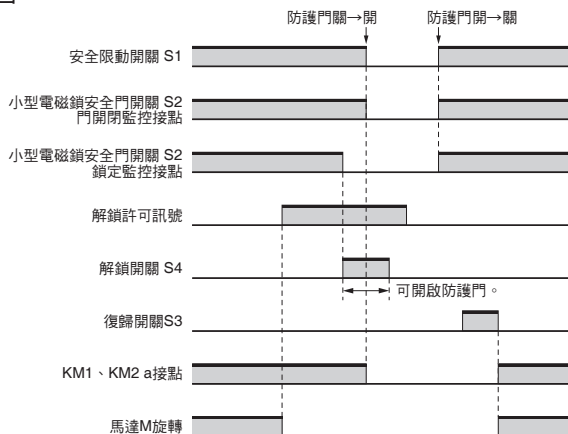 防護門關→開
防護門開→關
安全限動開關 S1
小型電磁鎖安全門開關 S2
門開閉監控接點
小型電磁鎖安全門開關 S2
鎖定監控接點
解鎖許可訊號
解鎖開關 S4
可開啟防護門。
復歸開關S3
KM1、KM2 a接點
馬達M旋轉